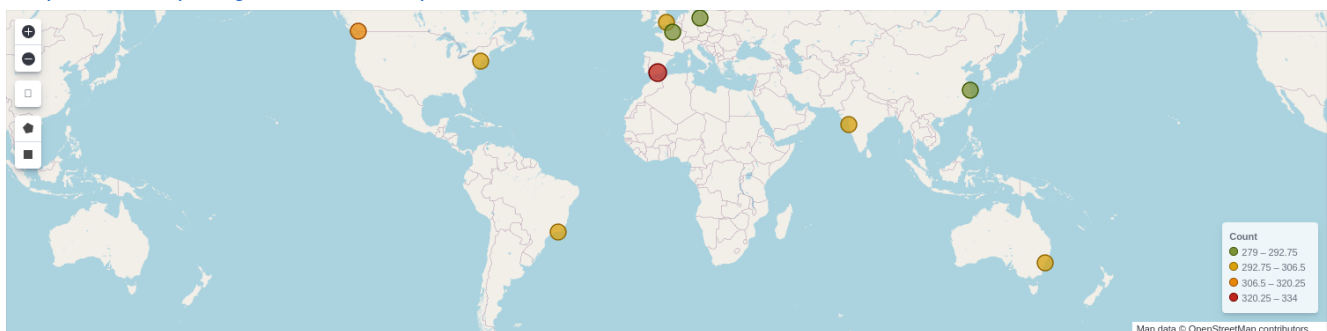 Count
279 – 292.75
292.75 – 306.5
306.5 – 320.25
320.25 – 334
Map data © OpenStreetMap contributors